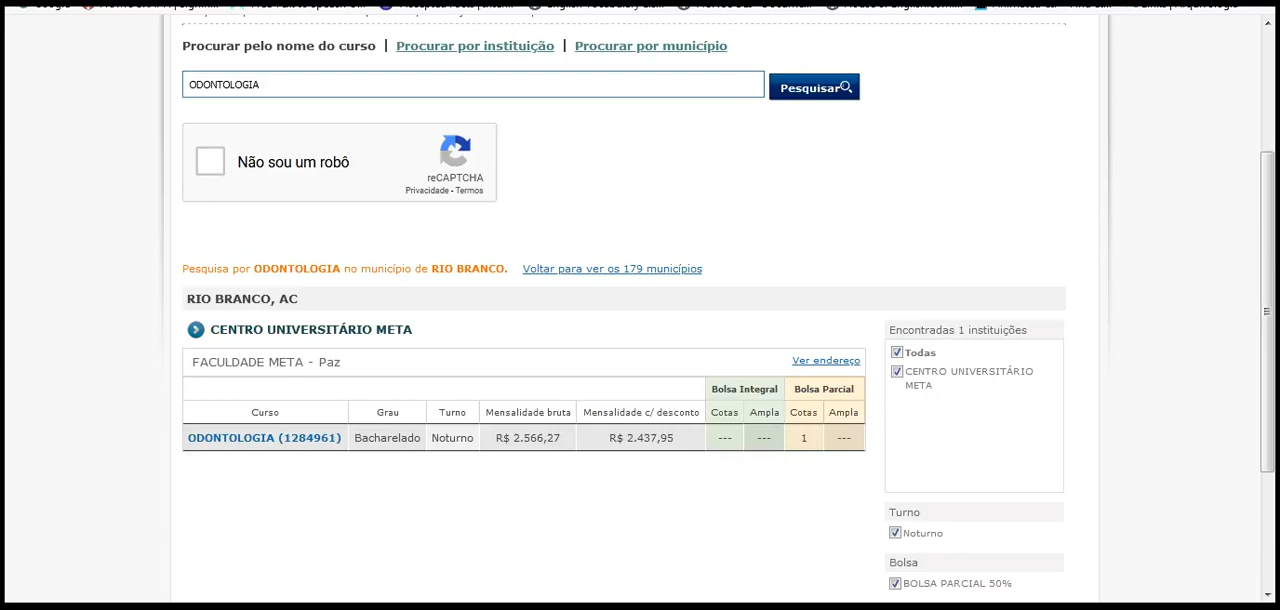 Procurar pelo nome do curso | Procurar por instituição | Procurar por município
ODONTOLOGIA
Pesquisar
Não sou um robô
reCAPTCHA
Privacidade - Termos
Pesquisa por ODONTOLOGIA no município de RIO BRANCO. Voltar para ver os 179 municípios
RIO BRANCO, AC
CENTRO UNIVERSITÁRIO META
FACULDADE META - Paz Ver endereço
Bolsa Integral Bolsa Parcial
Curso Grau Turno Mensalidade bruta Mensalidade c/ desconto Cotas Ampla Cotas Ampla
ODONTOLOGIA (1284961) Bacharelado Noturno R$ 2.566,27 R$ 2.437,95 --- --- 1 ---
Encontradas 1 instituições
Todas
CENTRO UNIVERSITÁRIO
META
Turno
Noturno
Bolsa
BOLSA PARCIAL 50%